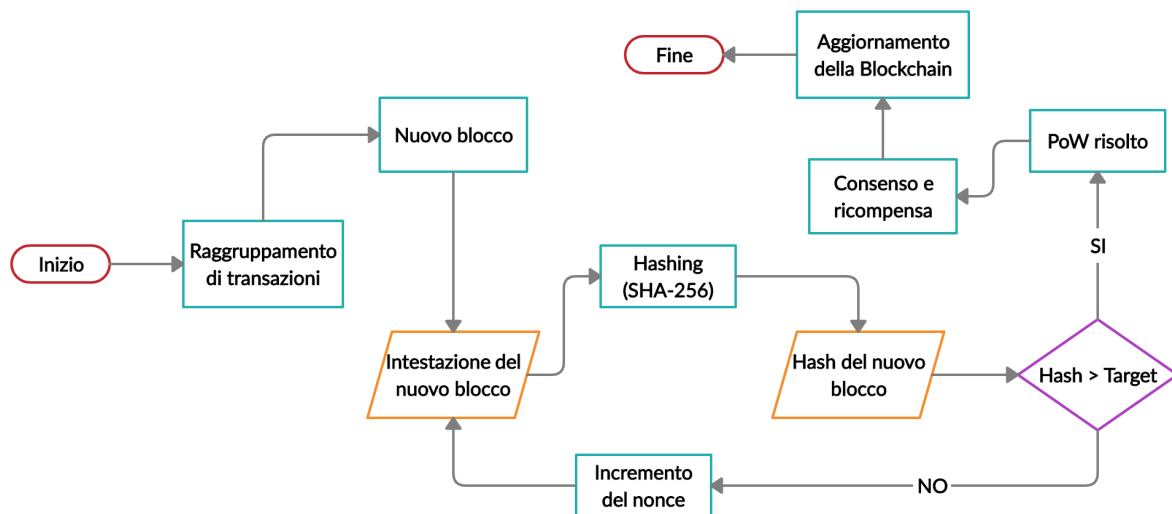 Inizio
Raggruppamento
di transazioni
Nuovo blocco
Intestazione del
nuovo blocco
Hashing
(SHA-256)
Hash del nuovo
blocco
Hash > Target
SI
PoW risolto
Consenso e
ricompensa
Aggiornamento
della Blockchain
Fine
NO
Incremento
del nonce